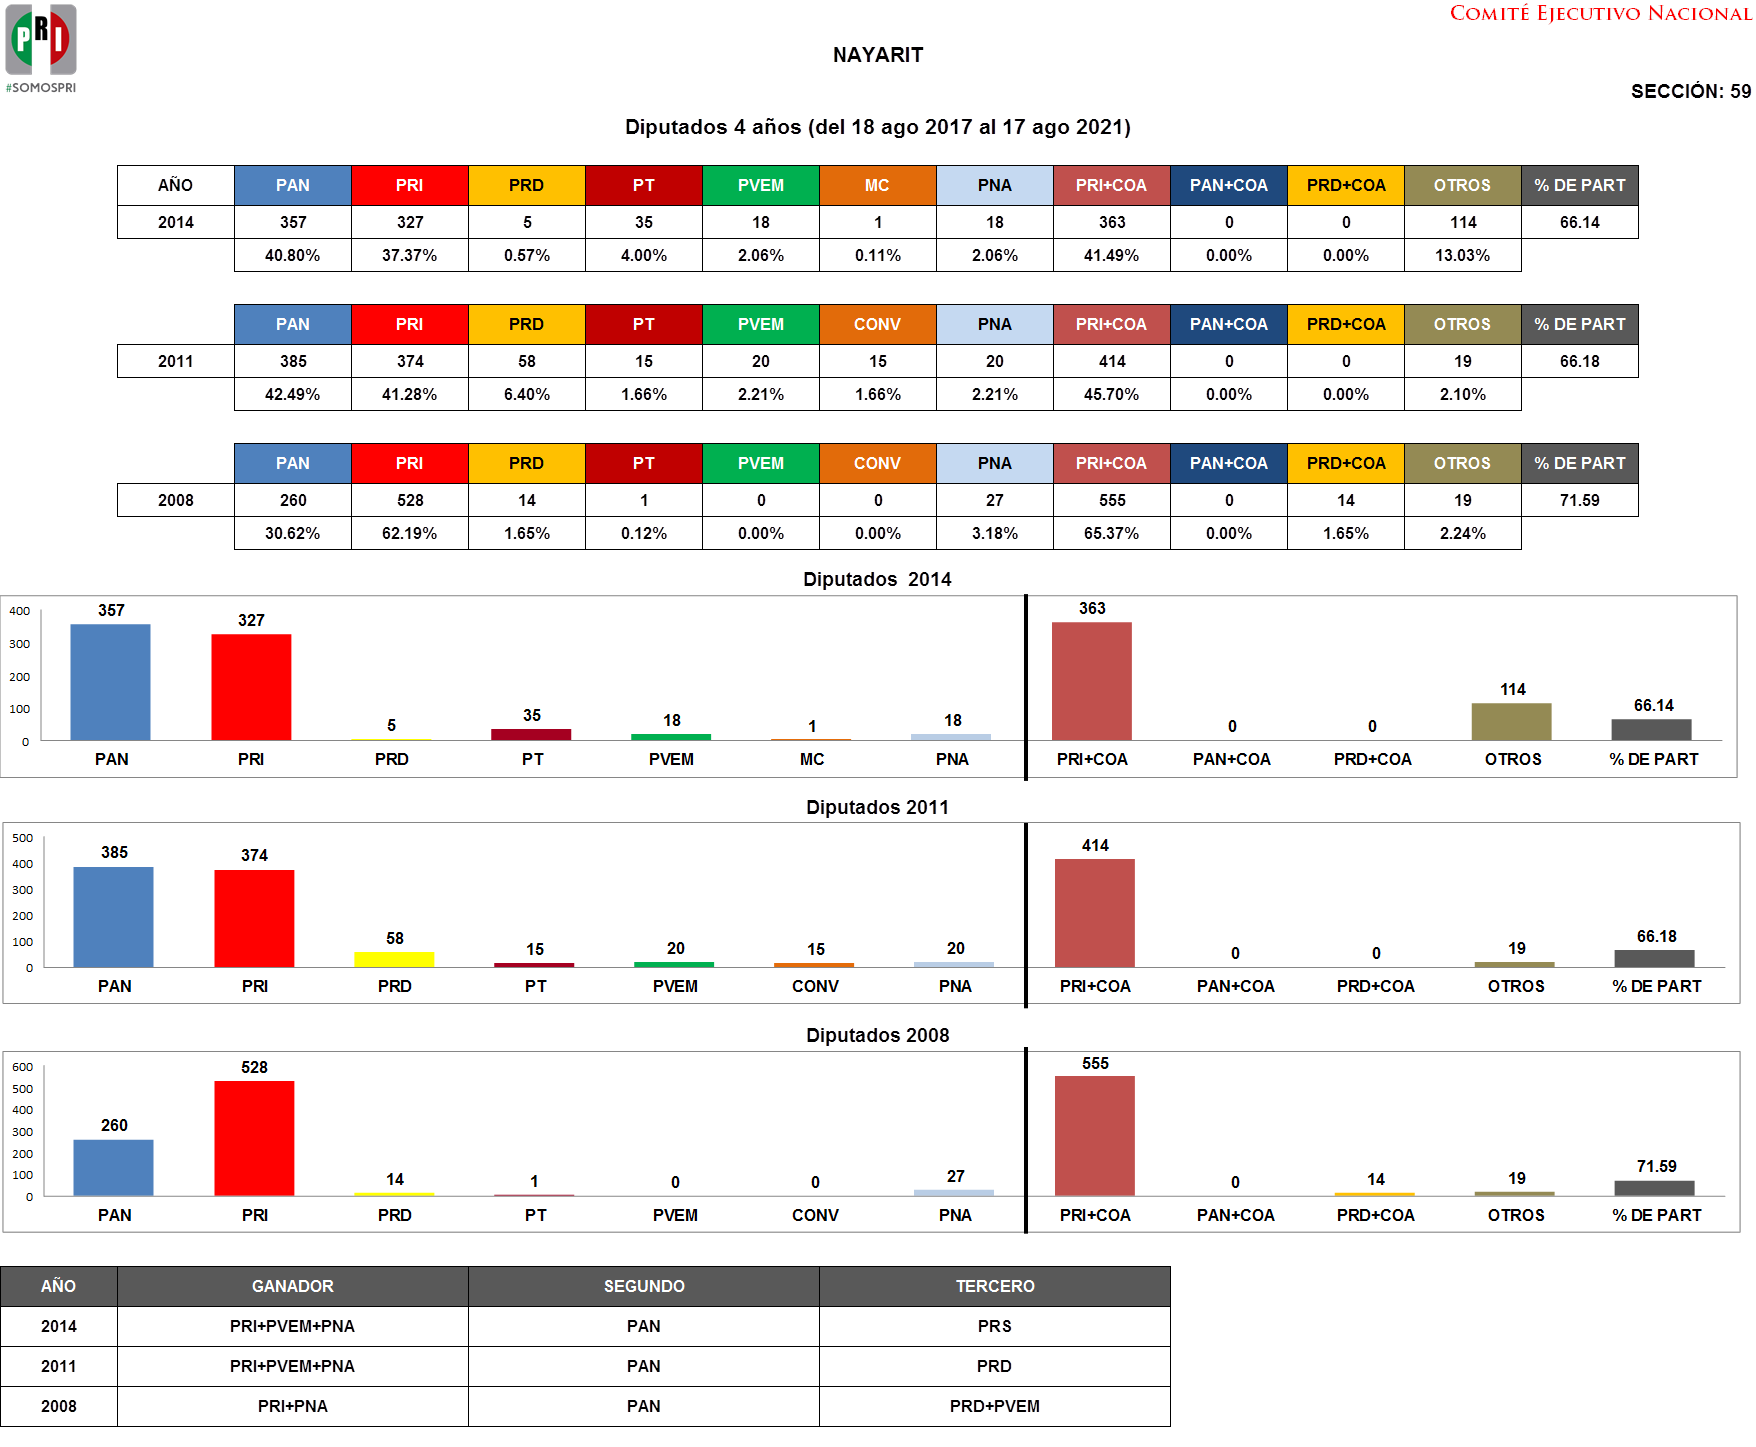 COMITÉ EJECUTIVO NACIONAL
PRI
#SOMOSPRI
NAYARIT
SECCIÓN: 59
Diputados 4 años (del 18 ago 2017 al 17 ago 2021)
AÑO PAN PRI PRD PT PVEM MC PNA PRI+COA PAN+COA PRD+COA OTROS % DE PART
2014 357 327 5 35 18 1 18 363 0 0 114 66.14
40.80% 37.37% 0.57% 4.00% 2.06% 0.11% 2.06% 41.49% 0.00% 0.00% 13.03%
PAN PRI PRD PT PVEM CONV PNA PRI+COA PAN+COA PRD+COA OTROS % DE PART
2011 385 374 58 15 20 15 20 414 0 0 19 66.18
42.49% 41.28% 6.40% 1.66% 2.21% 1.66% 2.21% 45.70% 0.00% 0.00% 2.10%
PAN PRI PRD PT PVEM CONV PNA PRI+COA PAN+COA PRD+COA OTROS % DE PART
2008 260 528 14 1 0 0 27 555 0 14 19 71.59
30.62% 62.19% 1.65% 0.12% 0.00% 0.00% 3.18% 65.37% 0.00% 1.65% 2.24%
Diputados 2014
400
300
200
100
0
357 327 5 35 18 1 18 363 0 0 114 66.14
PAN PRI PRD PT PVEM MC PNA PRI+COA PAN+COA PRD+COA OTROS % DE PART
Diputados 2011
500
400
300
200
100
0
385 374 58 15 20 15 20 414 0 0 19 66.18
PAN PRI PRD PT PVEM CONV PNA PRI+COA PAN+COA PRD+COA OTROS % DE PART
Diputados 2008
600
500
400
300
200
100
0
260 528 14 1 0 0 27 555 0 14 19 71.59
PAN PRI PRD PT PVEM CONV PNA PRI+COA PAN+COA PRD+COA OTROS % DE PART
AÑO GANADOR SEGUNDO TERCERO
2014 PRI+PVEM+PNA PAN PRS
2011 PRI+PVEM+PNA PAN PRD
2008 PRI+PNA PAN PRD+PVEM